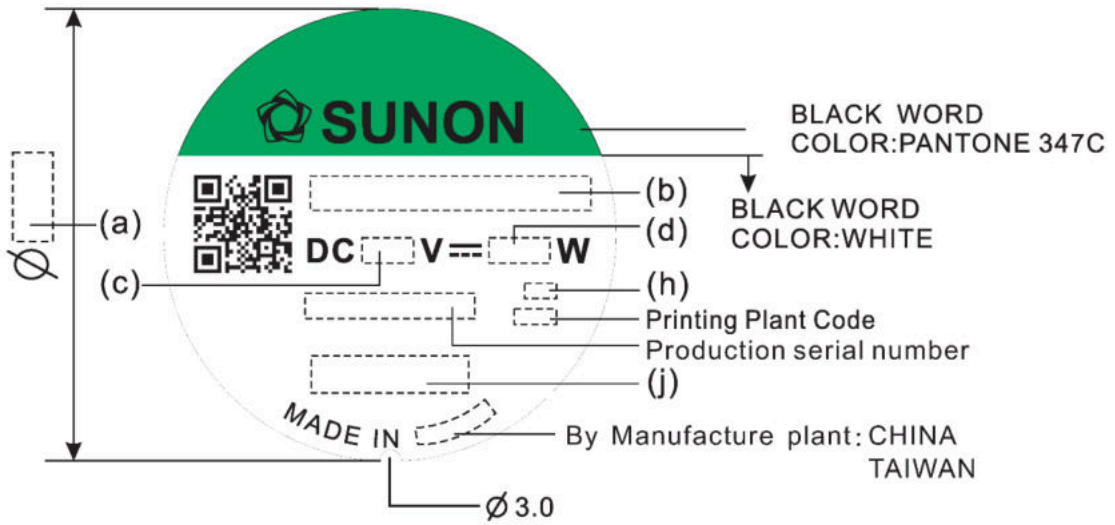 SUNON
BLACK WORD
COLOR:PANTONE 347C
(b)
(a)
BLACK WORD
COLOR:WHITE
(d)
DC V W
Ø
(c)
(h)
Printing Plant Code
Production serial number
(j)
MADE IN
By Manufacture plant: CHINA
TAIWAN
Ø 3.0